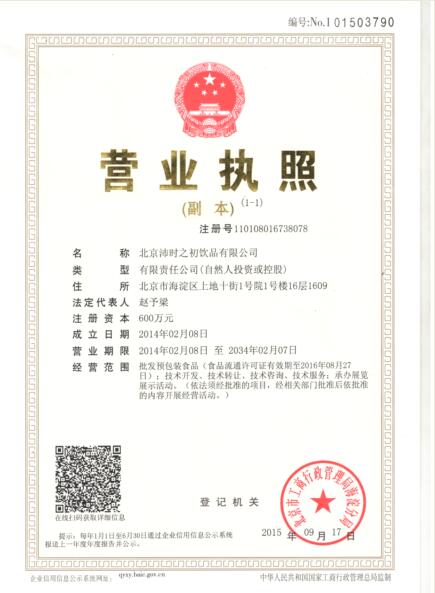 编号:No.1 01503790
营业执照
(副 本)(1-1)
注册号110108016738078
名 称 北京沛时之初饮品有限公司
类 型 有限责任公司(自然人投资或控股)
住 所 北京市海淀区上地十街1号院1号楼16层1609
法定代表人 赵予梁
注册资本 600万元
成立日期 2014年02月08日
营业期限 2014年02月08日 至 2034年02月07日
经营范围 批发预包装食品（食品流通许可证有效期至2016年08月27
日）；技术开发、技术转让、技术咨询、技术服务；承办展览
展示活动。（依法须经批准的项目，经相关部门批准后依批准
的内容开展经营活动。）
在线扫码获取详细信息
登记机关
北京市工商行政管理局海淀分局
2015 年 09 月 17 日
提示：每年1月1日至6月30日通过企业信用信息公示系统
报送上一年度年度报告并公示。
企业信用信息公示系统网址： qyxy.baic.gov.cn
中华人民共和国国家工商行政管理总局监制